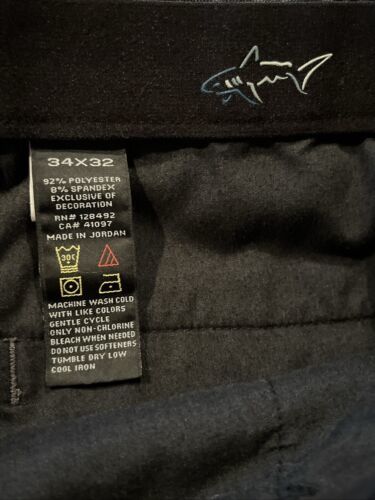 34X32
92% POLYESTER
8% SPANDEX
EXCLUSIVE OF
DECORATION
RN# 128492
CA# 41097
MADE IN JORDAN
30C
MACHINE WASH COLD
WITH LIKE COLORS
GENTLE CYCLE
ONLY NON-CHLORINE
BLEACH WHEN NEEDED
DO NOT USE SOFTENERS
TUMBLE DRY LOW
COOL IRON